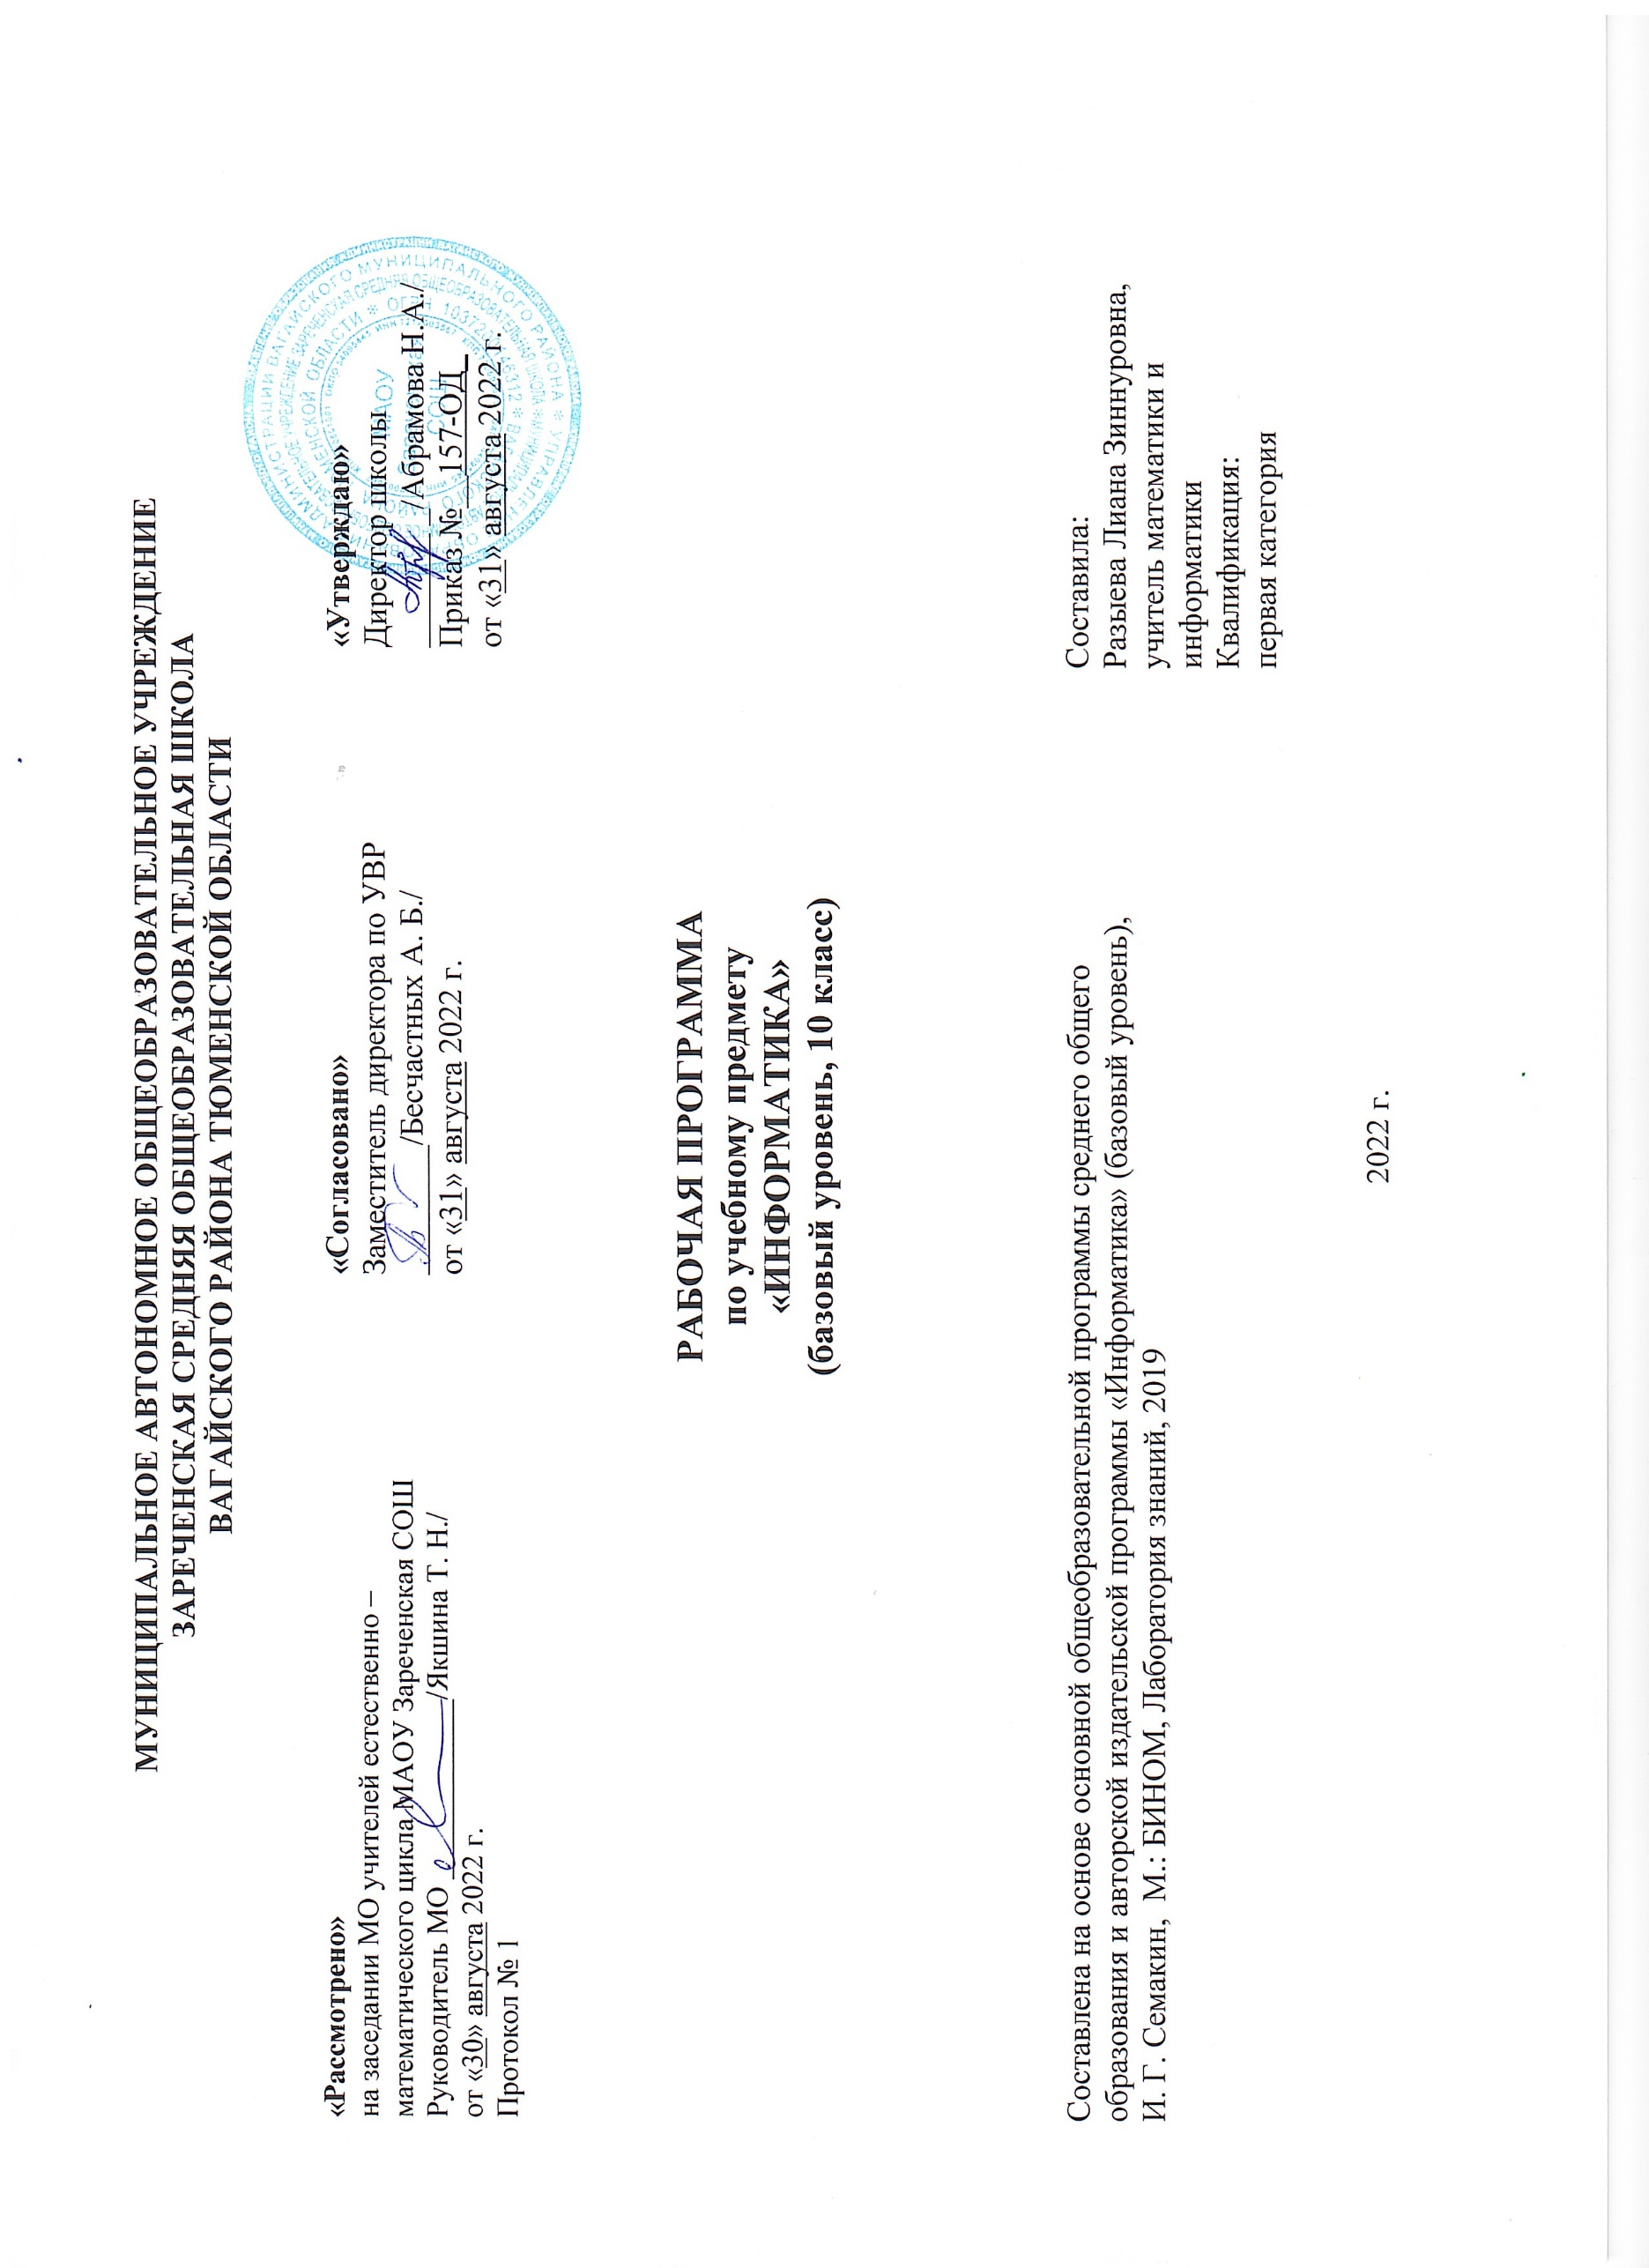 МУНИЦИПАЛЬНОЕ АВТОНОМНОЕ ОБЩЕОБРАЗОВАТЕЛЬНОЕ УЧРЕЖДЕНИЕ
ЗАРЕЧЕНСКАЯ СРЕДНЯЯ ОБЩЕОБРАЗОВАТЕЛЬНАЯ ШКОЛА
ВАГАЙСКОГО РАЙОНА ТЮМЕНСКОЙ ОБЛАСТИ
«Рассмотрено»
на заседании МО учителей естественно –
математического цикла МАОУ Зареченская СОШ
Руководитель МО /Якшина Т. Н./
от «30» августа 2022 г.
Протокол № 1
«Согласовано»
Заместитель директора по УВР
/Бесчастных А. Б./
от «31» августа 2022 г.
«Утверждаю»
Директор школы
/Абрамова Н.А./
Приказ № 157-ОД
от «31» августа 2022 г.
РАБОЧАЯ ПРОГРАММА
по учебному предмету
«ИНФОРМАТИКА»
(базовый уровень, 10 класс)
Составлена на основе основной общеобразовательной программы среднего общего
образования и авторской издательской программы «Информатика» (базовый уровень),
И. Г. Семакин, М.: БИНОМ, Лаборатория знаний, 2019
Составила:
Разыева Лиана Зиннуровна,
учитель математики и
информатики
Квалификация:
первая категория
2022 г.